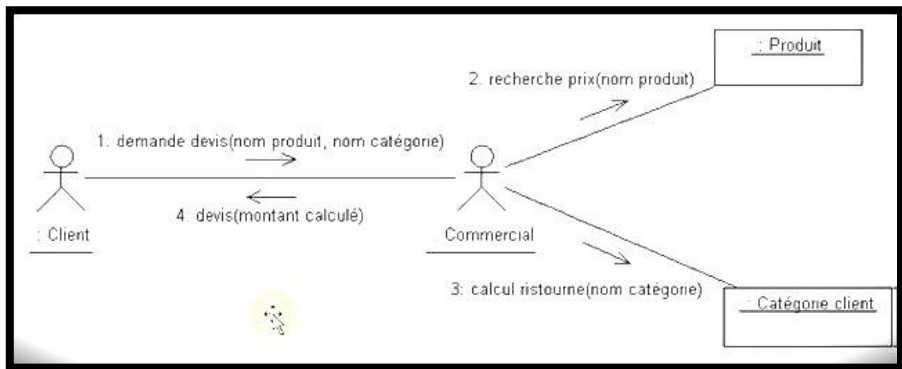 : Produit
2: recherche prix(nom produit)
1: demande devis(nom produit, nom catégorie)
4: devis(montant calculé)
: Client
: Commercial
3: calcul ristourne(nom catégorie)
: Catégorie client